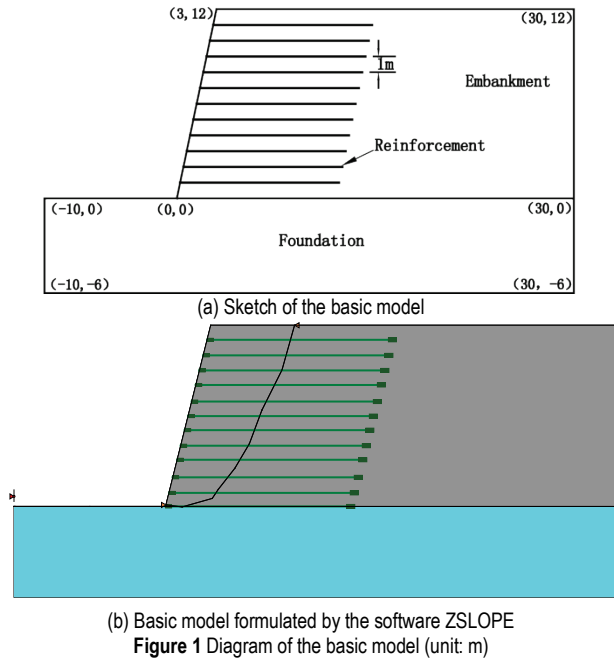 (3,12)
(30,12)
1m
Embankment
Reinforcement
(-10,0)
(0,0)
(30,0)
Foundation
(-10,-6)
(30, -6)
(a) Sketch of the basic model
(b) Basic model formulated by the software ZSLOPE
Figure 1 Diagram of the basic model (unit: m)